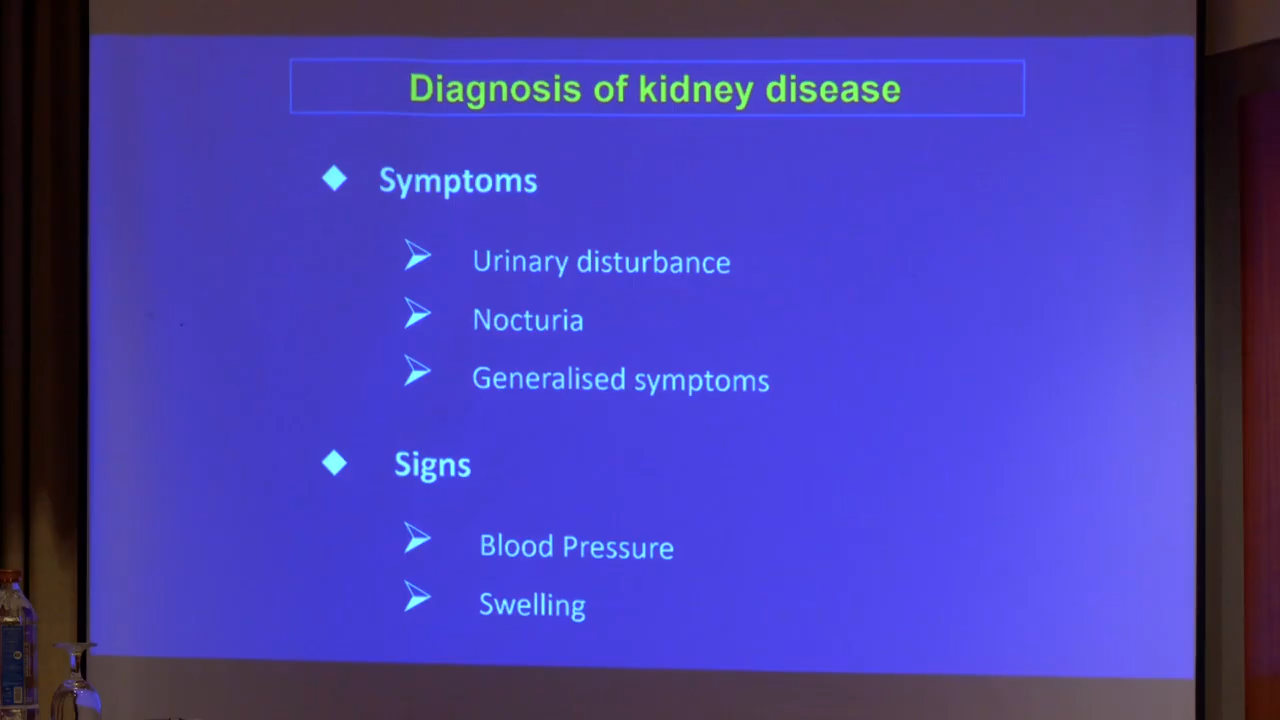 Diagnosis of kidney disease
Symptoms
Urinary disturbance
Nocturia
Generalised symptoms
Signs
Blood Pressure
Swelling